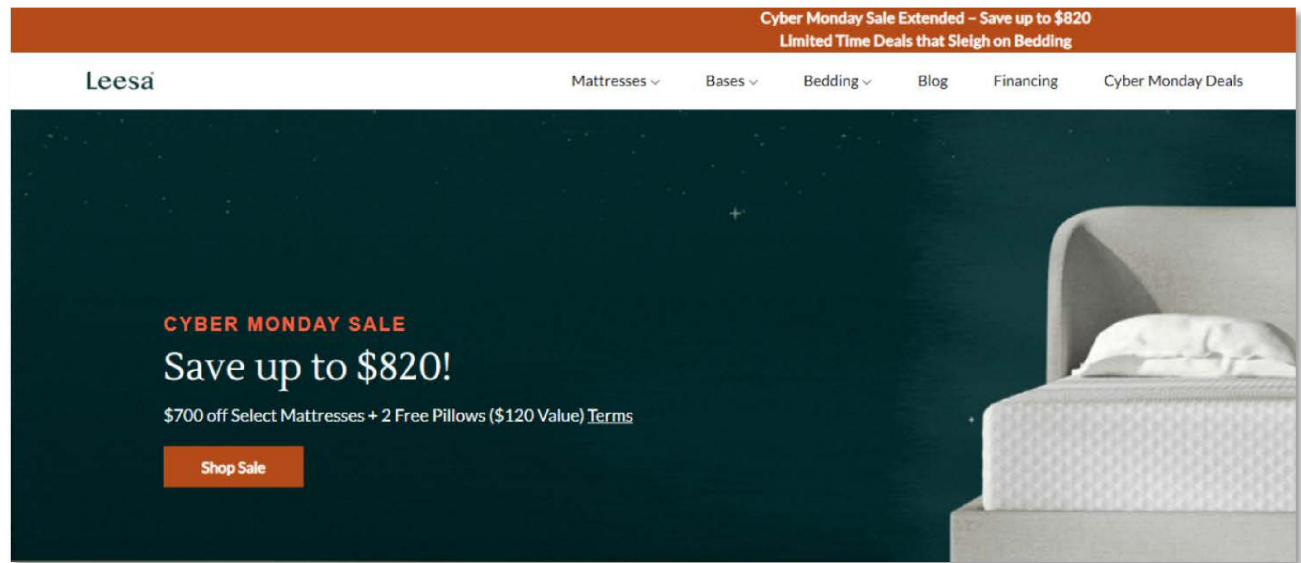 Cyber Monday Sale Extended – Save up to $820
Limited Time Deals that Sleigh on Bedding
Leesa
Mattresses
Bases
Bedding
Blog
Financing
Cyber Monday Deals
CYBER MONDAY SALE
Save up to $820!
$700 off Select Mattresses + 2 Free Pillows ($120 Value) Terms
Shop Sale